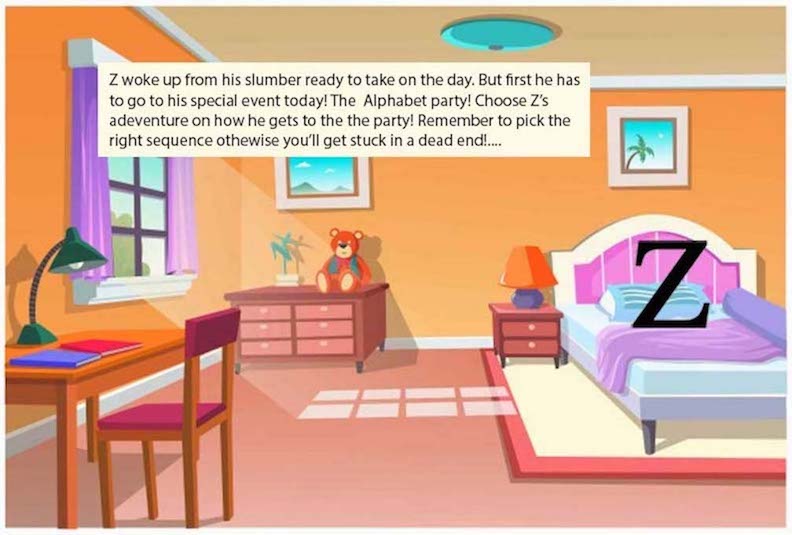 Z woke up from his slumber ready to take on the day. But first he has
to go to his special event today! The  Alphabet party! Choose Z's
adeventure on how he gets to the the party! Remember to pick the
right sequence othewise you'll get stuck in a dead end!....
Z